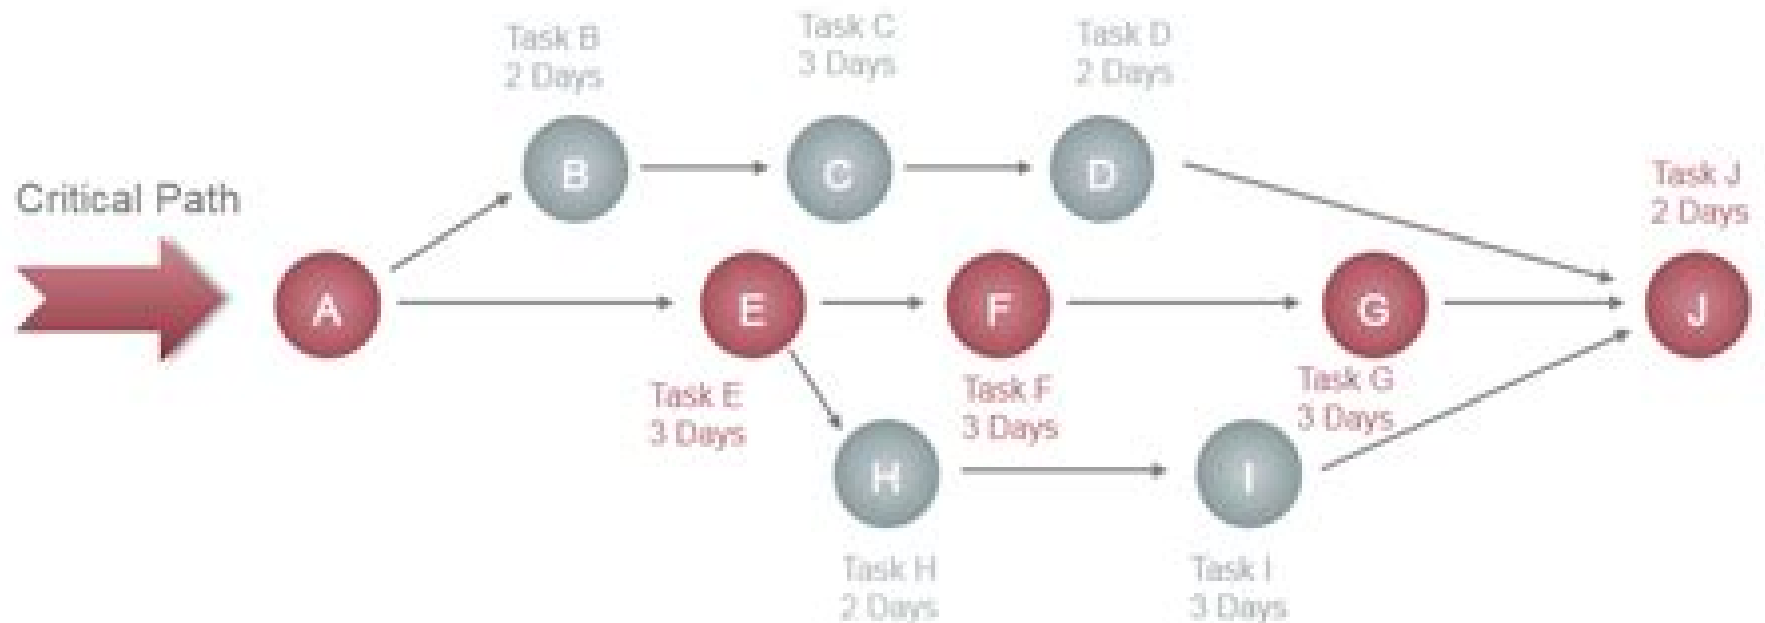 Task B
2 Days
Task C
3 Days
Task D
2 Days
B
C
D
Critical Path
Task J
2 Days
A
E
F
G
J
Task E
3 Days
Task F
3 Days
Task G
3 Days
H
I
Task H
2 Days
Task I
3 Days